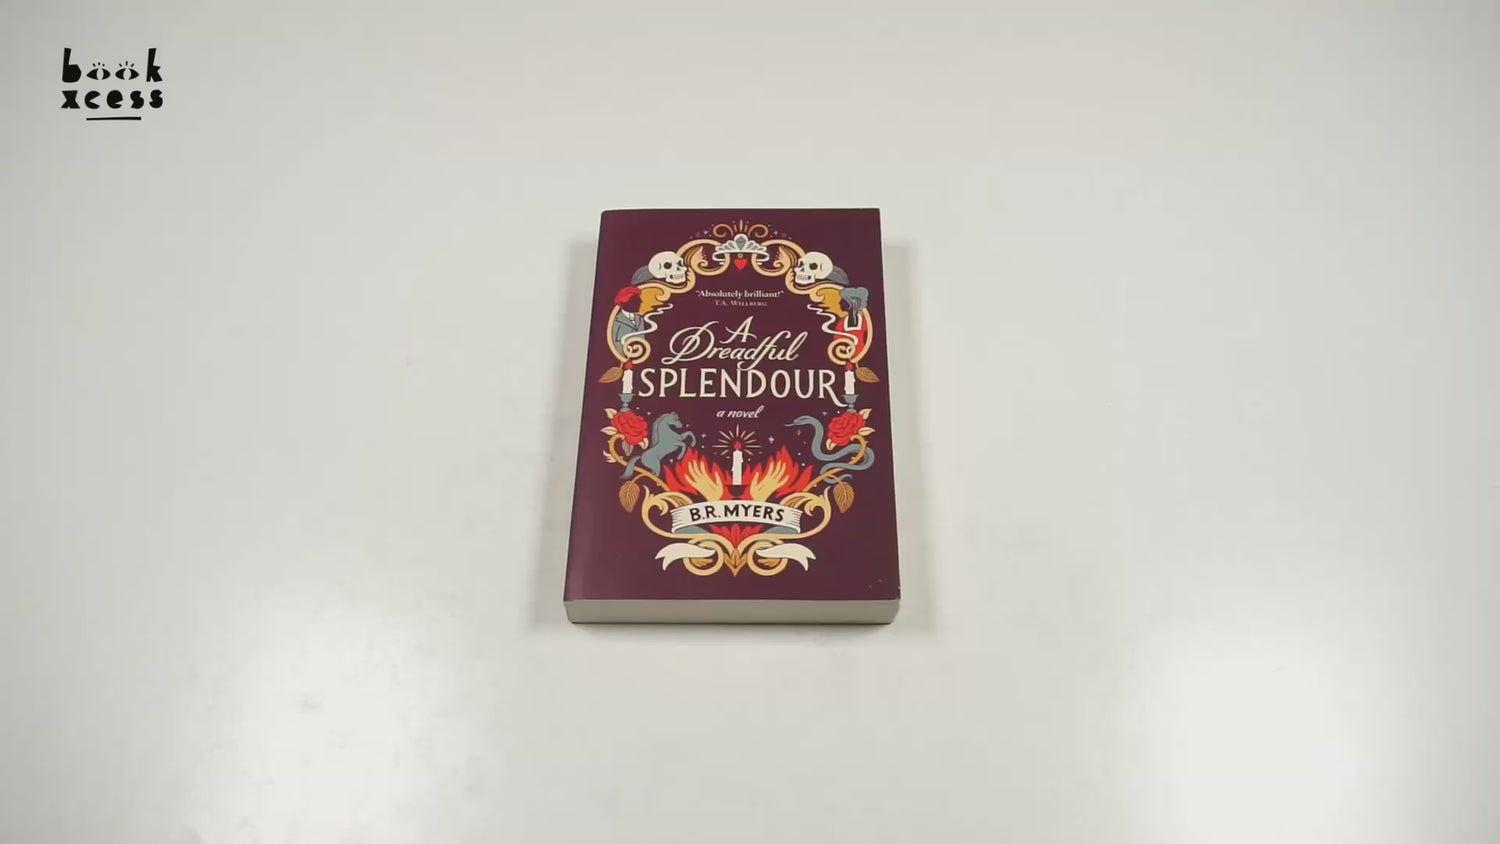 book
xcess
"Absolutely brilliant!"
T.A. WILLBERG
A
Dreadful
SPLENDOUR
a novel
B.R. MYERS